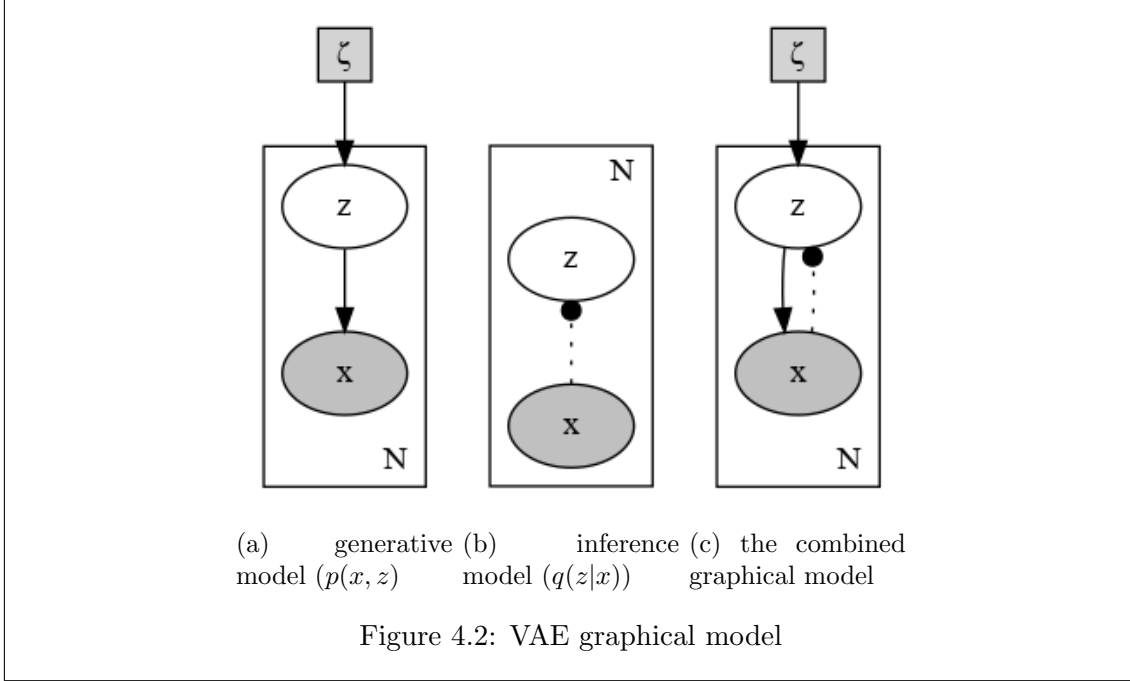 ζ
ζ
z
x
N
N
z
x
z
x
N
(a) generative
model (p(x, z)
(b) inference
model (q(z|x))
(c) the combined
graphical model
Figure 4.2: VAE graphical model